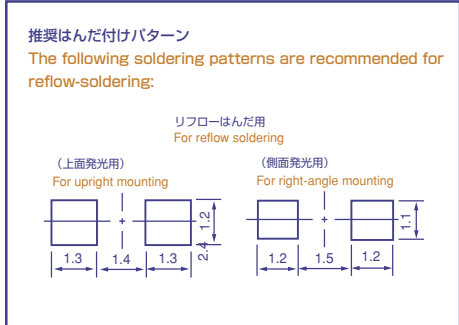 推奨はんだ付けパターン
The following soldering patterns are recommended for
reflow-soldering:
リフローはんだ用
For reflow soldering
（上面発光用）
For upright mounting
（側面発光用）
For right-angle mounting
1.2
2.4
1.3 1.4 1.3
1.1
1.2 1.5 1.2